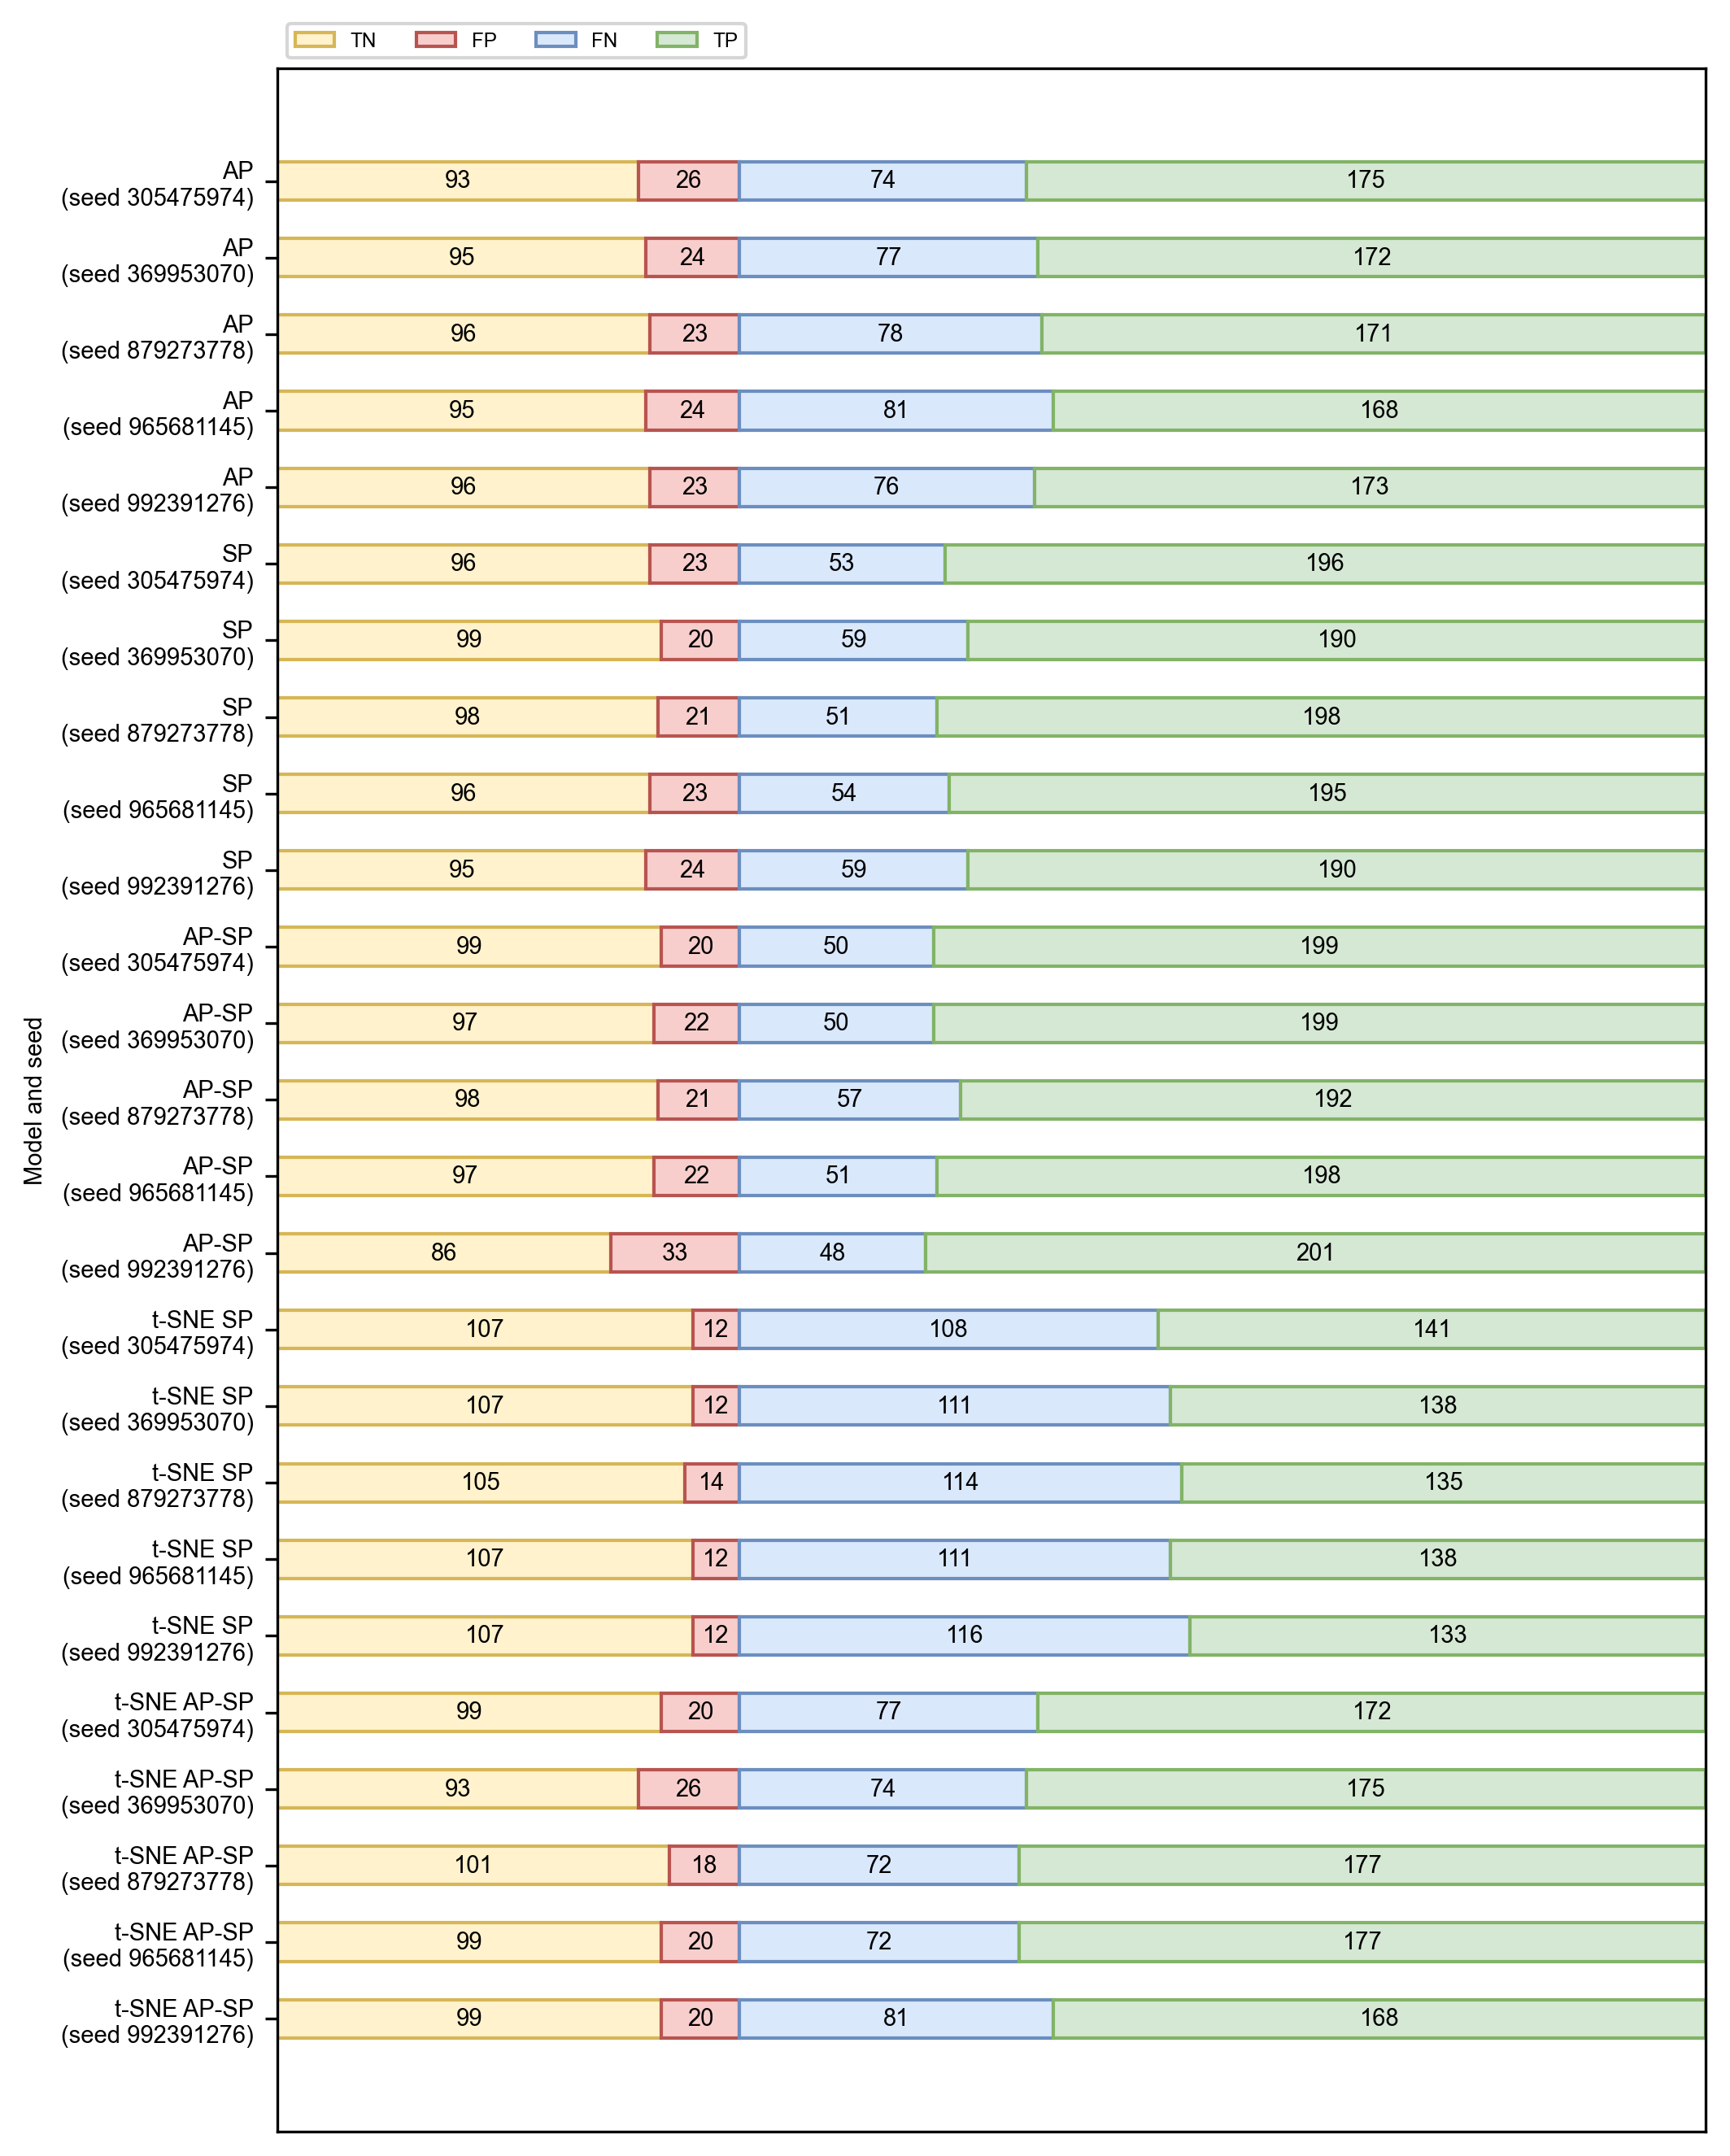 TN FP FN TP
AP
(seed 305475974)
93 26 74 175
AP
(seed 369953070)
95 24 77 172
AP
(seed 879273778)
96 23 78 171
AP
(seed 965681145)
95 24 81 168
AP
(seed 992391276)
96 23 76 173
SP
(seed 305475974)
96 23 53 196
SP
(seed 369953070)
99 20 59 190
SP
(seed 879273778)
98 21 51 198
SP
(seed 965681145)
96 23 54 195
SP
(seed 992391276)
95 24 59 190
AP-SP
(seed 305475974)
99 20 50 199
AP-SP
(seed 369953070)
97 22 50 199
AP-SP
(seed 879273778)
98 21 57 192
AP-SP
(seed 965681145)
97 22 51 198
AP-SP
(seed 992391276)
86 33 48 201
t-SNE SP
(seed 305475974)
107 12 108 141
t-SNE SP
(seed 369953070)
107 12 111 138
t-SNE SP
(seed 879273778)
105 14 114 135
t-SNE SP
(seed 965681145)
107 12 111 138
t-SNE SP
(seed 992391276)
107 12 116 133
t-SNE AP-SP
(seed 305475974)
99 20 77 172
t-SNE AP-SP
(seed 369953070)
93 26 74 175
t-SNE AP-SP
(seed 879273778)
101 18 72 177
t-SNE AP-SP
(seed 965681145)
99 20 72 177
t-SNE AP-SP
(seed 992391276)
99 20 81 168
Model and seed